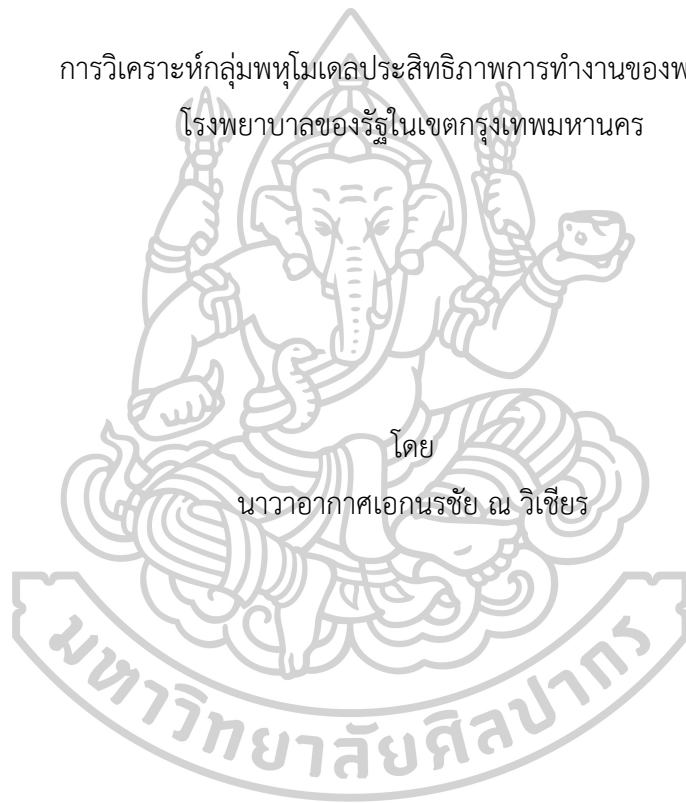 การวิเคราะห์กลุ่มพหุโมเดลประสิทธิภาพการทำงานของ
โรงพยาบาลของรัฐในเขตกรุงเทพมหานคร
โดย
นาวาอากาศเอกนรชัย ณ วิเชียร
มหาวิทยาลัยศิลปากร